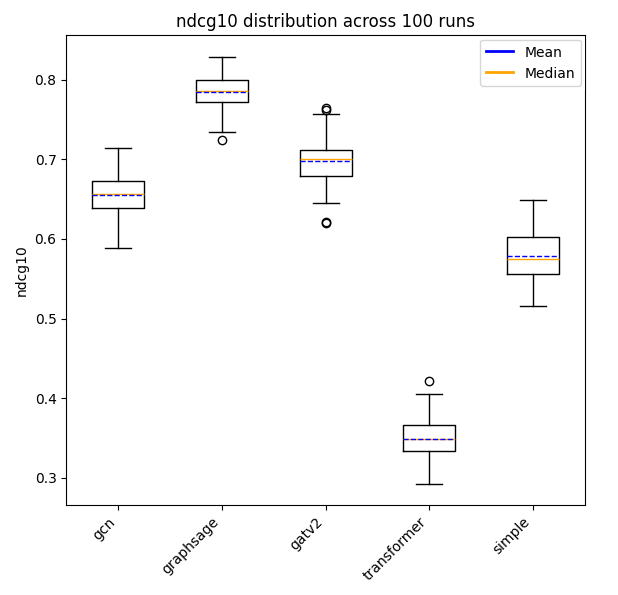 ndcg10 distribution across 100 runs
Mean
Median
0.8
0.7
0.6
0.5
0.4
0.3
ndcg10
gcn
graphsage
gatv2
transformer
simple